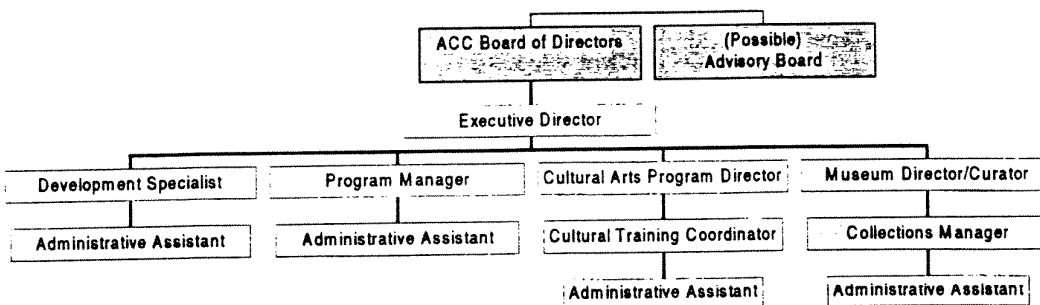 ACC Board of Directors
(Possible)
Advisory Board
Executive Director
Development Specialist
Program Manager
Cultural Arts Program Director
Museum Director/Curator
Administrative Assistant
Administrative Assistant
Cultural Training Coordinator
Collections Manager
Administrative Assistant
Administrative Assistant